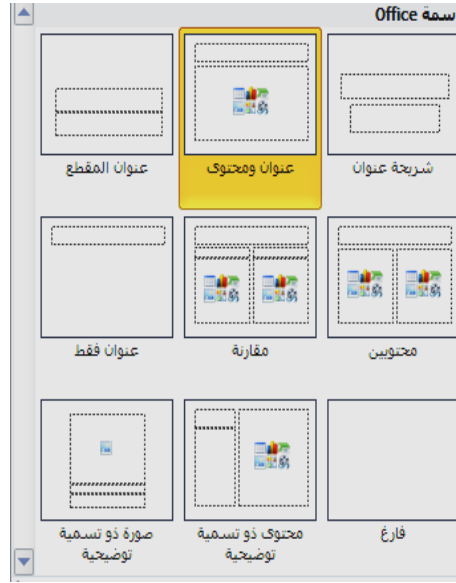 سمة Office
شريحة عنوان
عنوان ومحتوى
عنوان المقطع
محتويين
مقارنة
عنوان فقط
فارغ
محتوى ذو تسمية
توضيحية
صورة ذو تسمية
توضيحية